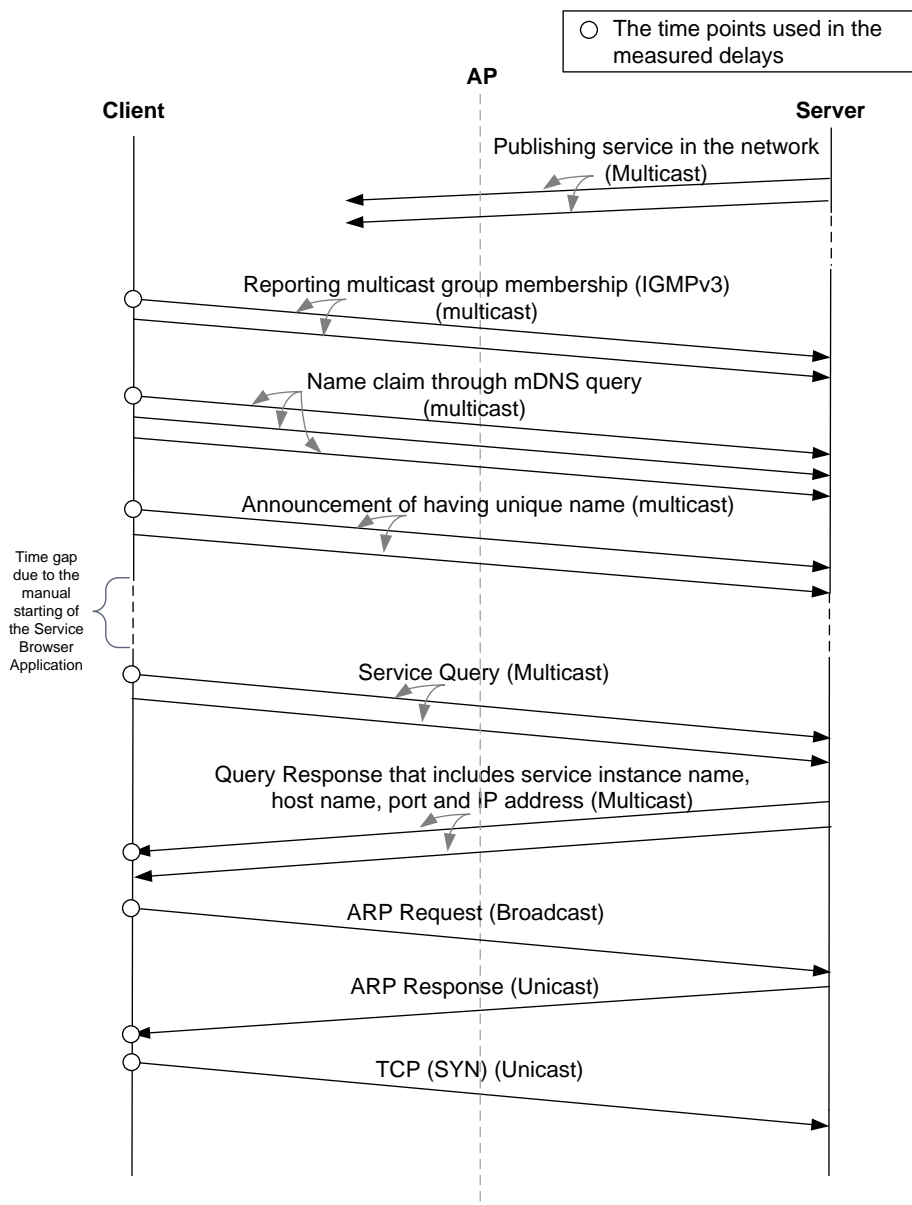 The time points used in the
measured delays
AP
Client
Server
Publishing service in the network
(Multicast)
Reporting multicast group membership (IGMPv3)
(multicast)
Name claim through mDNS query
(multicast)
Announcement of having unique name (multicast)
Time gap
due to the
manual
starting of
the Service
Browser
Application
Service Query (Multicast)
Query Response that includes service instance name,
host name, port and IP address (Multicast)
ARP Request (Broadcast)
ARP Response (Unicast)
TCP (SYN) (Unicast)